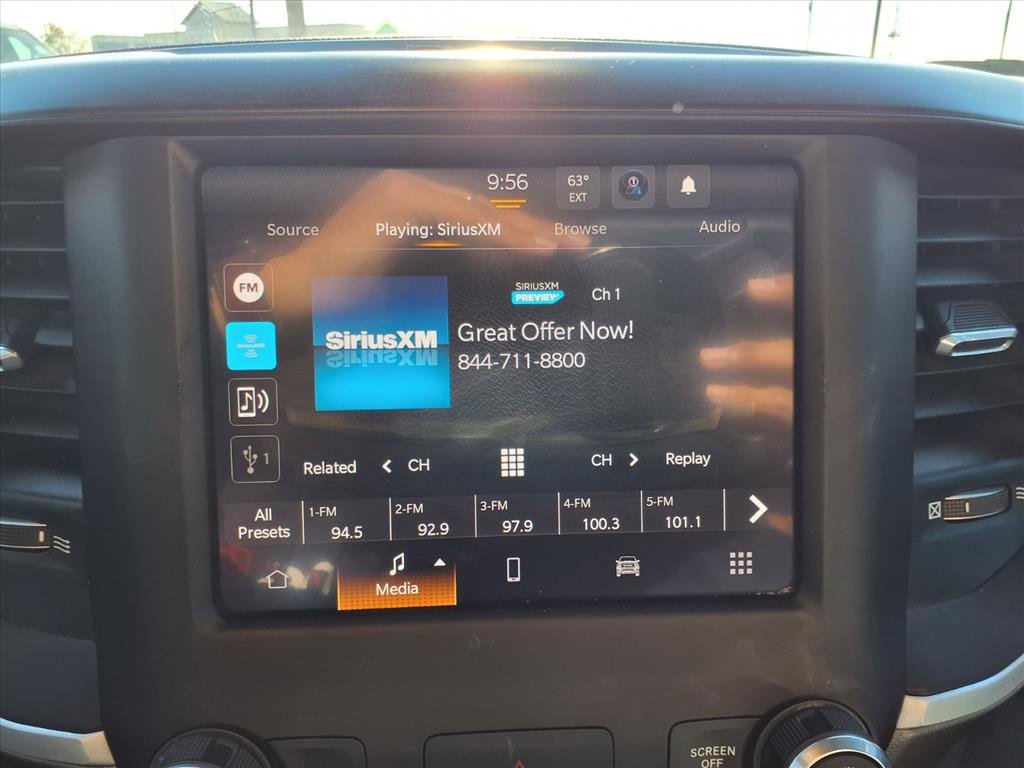 9:56
63°
EXT
Source
Playing: SiriusXM
Browse
Audio
FM
SIRIUSXM
PREVIEW
Ch 1
SiriusXM
Great Offer Now!
844-711-8800
1
Related
CH
CH
Replay
All
Presets
1-FM
94.5
2-FM
92.9
3-FM
97.9
4-FM
100.3
5-FM
101.1
Media
SCREEN
OFF